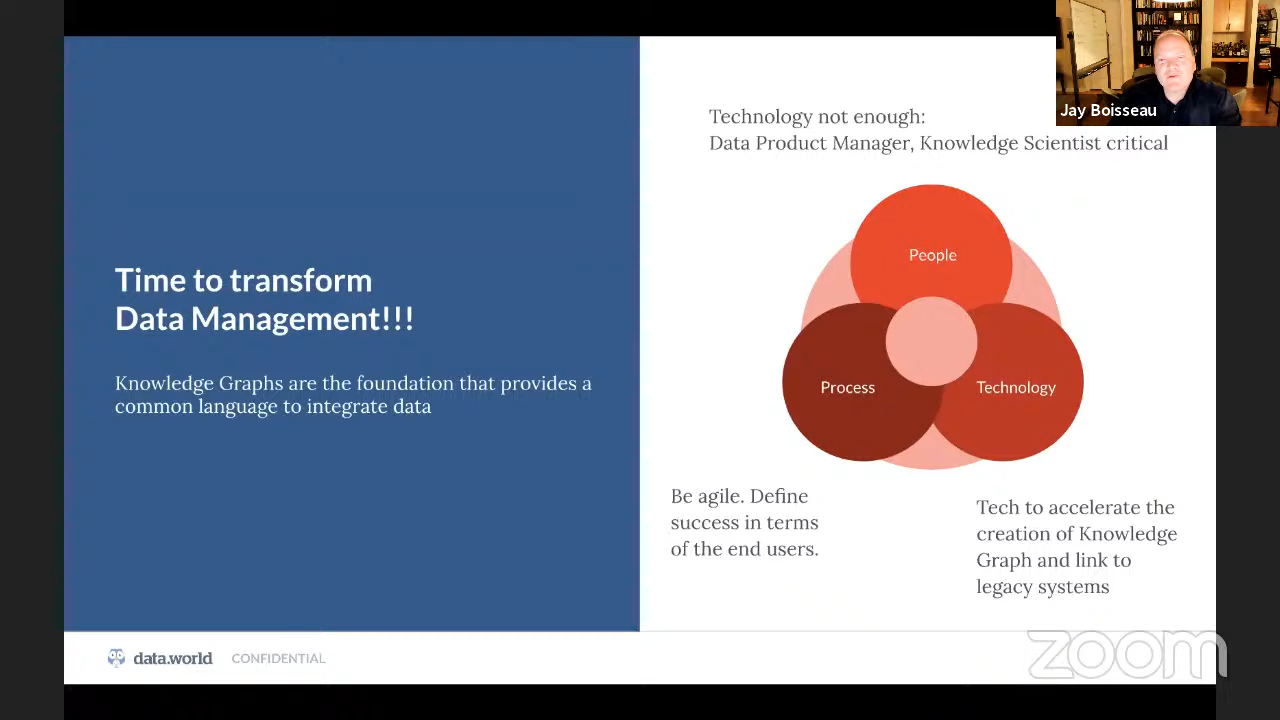 Time to transform
Data Management!!!
Knowledge Graphs are the foundation that provides a
common language to integrate data
Technology not enough:
Data Product Manager, Knowledge Scientist critical
People
Process
Technology
Be agile. Define
success in terms
of the end users.
Tech to accelerate the
creation of Knowledge
Graph and link to
legacy systems
Jay Boisseau
data.world
CONFIDENTIAL
zoom